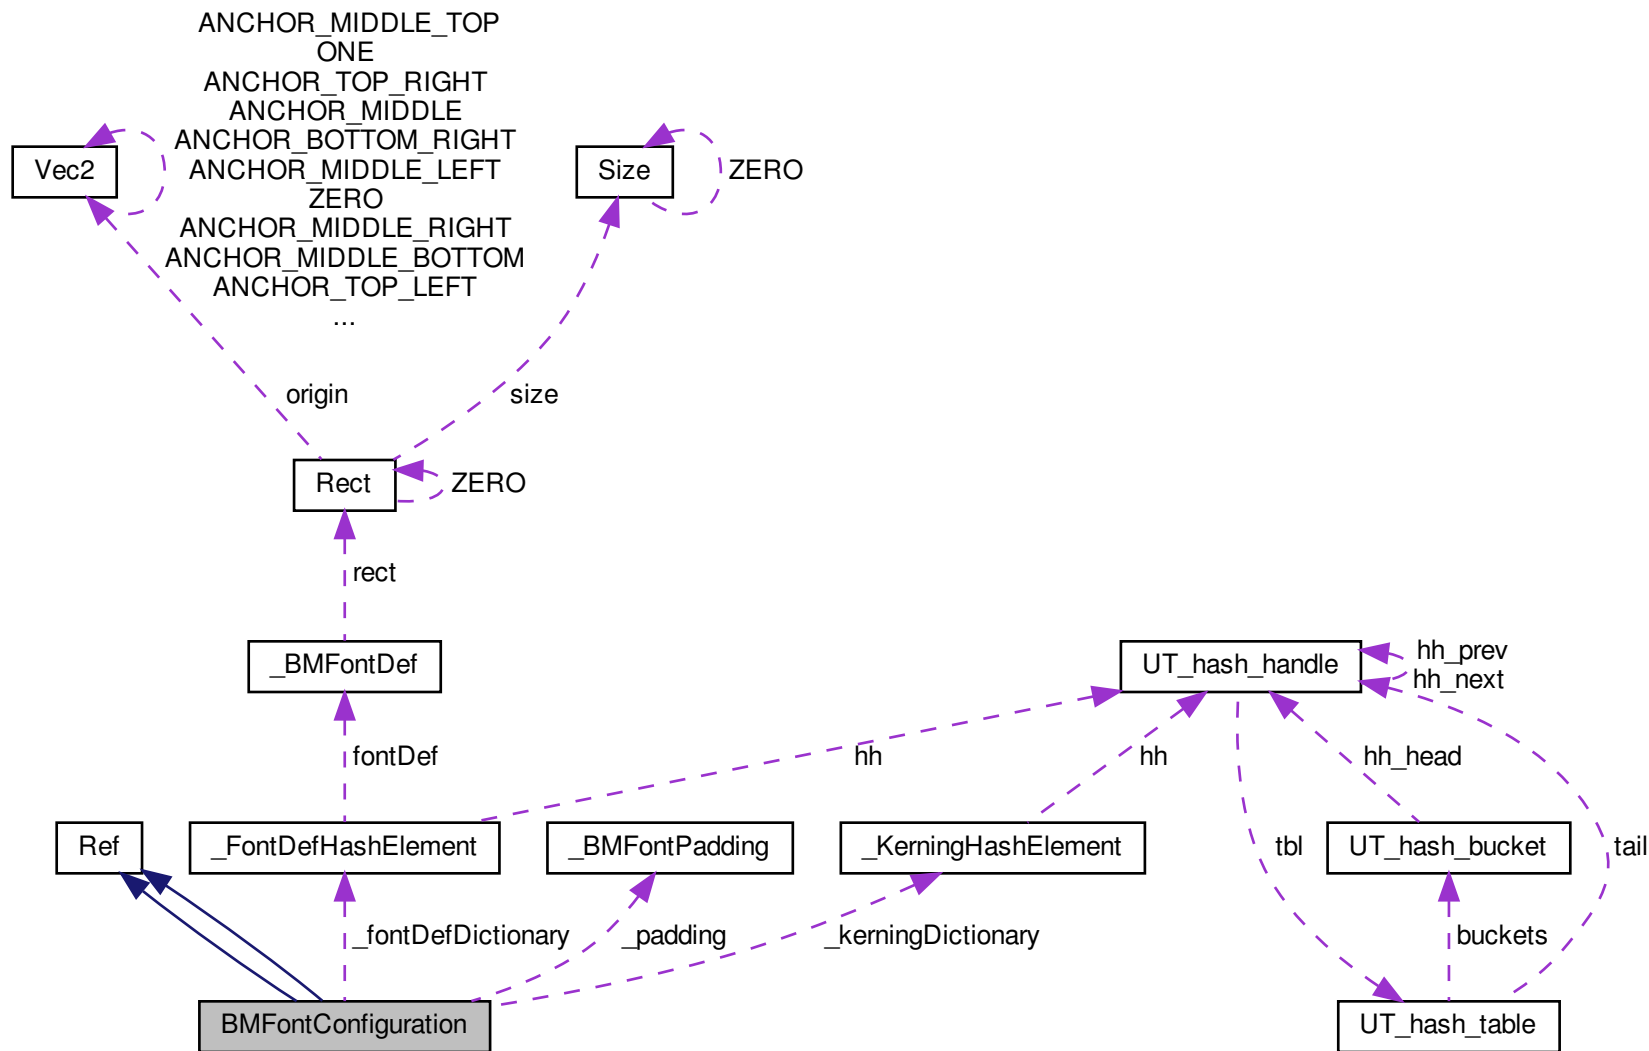 ANCHOR_MIDDLE_TOP
ONE
ANCHOR_TOP_RIGHT
ANCHOR_MIDDLE
ANCHOR_BOTTOM_RIGHT
ANCHOR_MIDDLE_LEFT
ZERO
ANCHOR_MIDDLE_RIGHT
ANCHOR_MIDDLE_BOTTOM
ANCHOR_TOP_LEFT
...
Vec2
Size
ZERO
origin
size
Rect
ZERO
rect
_BMFontDef
UT_hash_handle
hh_prev
hh_next
fontDef
hh
hh
hh_head
Ref
_FontDefHashElement
_BMFontPadding
_KerningHashElement
tbl
UT_hash_bucket
tail
_fontDefDictionary
_padding
_kerningDictionary
buckets
BMFontConfiguration
UT_hash_table